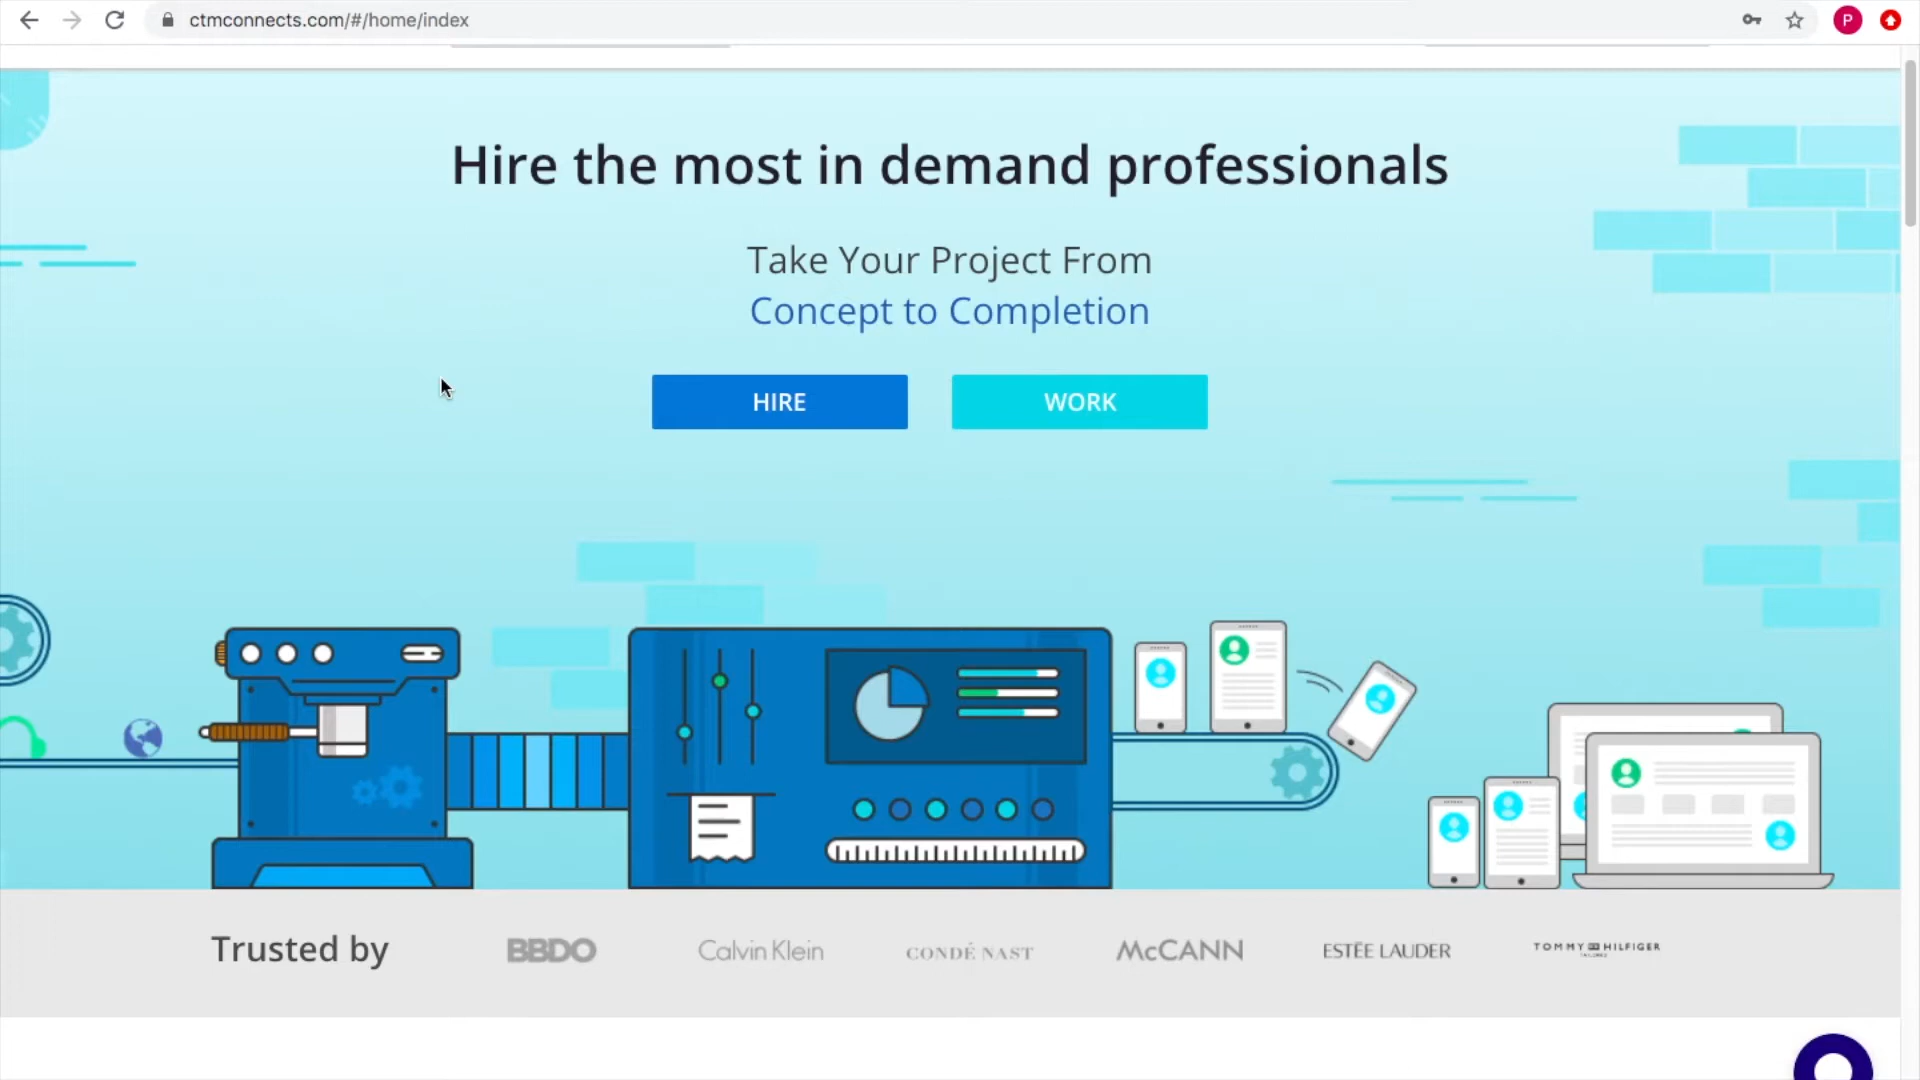 ctmconnects.com/#/home/index
P
Hire the most in demand professionals
Take Your Project From
Concept to Completion
HIRE
WORK
Trusted by
BBDO
Calvin Klein
CONDÉ NAST
McCANN
ESTĒE LAUDER
TOMMY HILFIGER
TAILORED